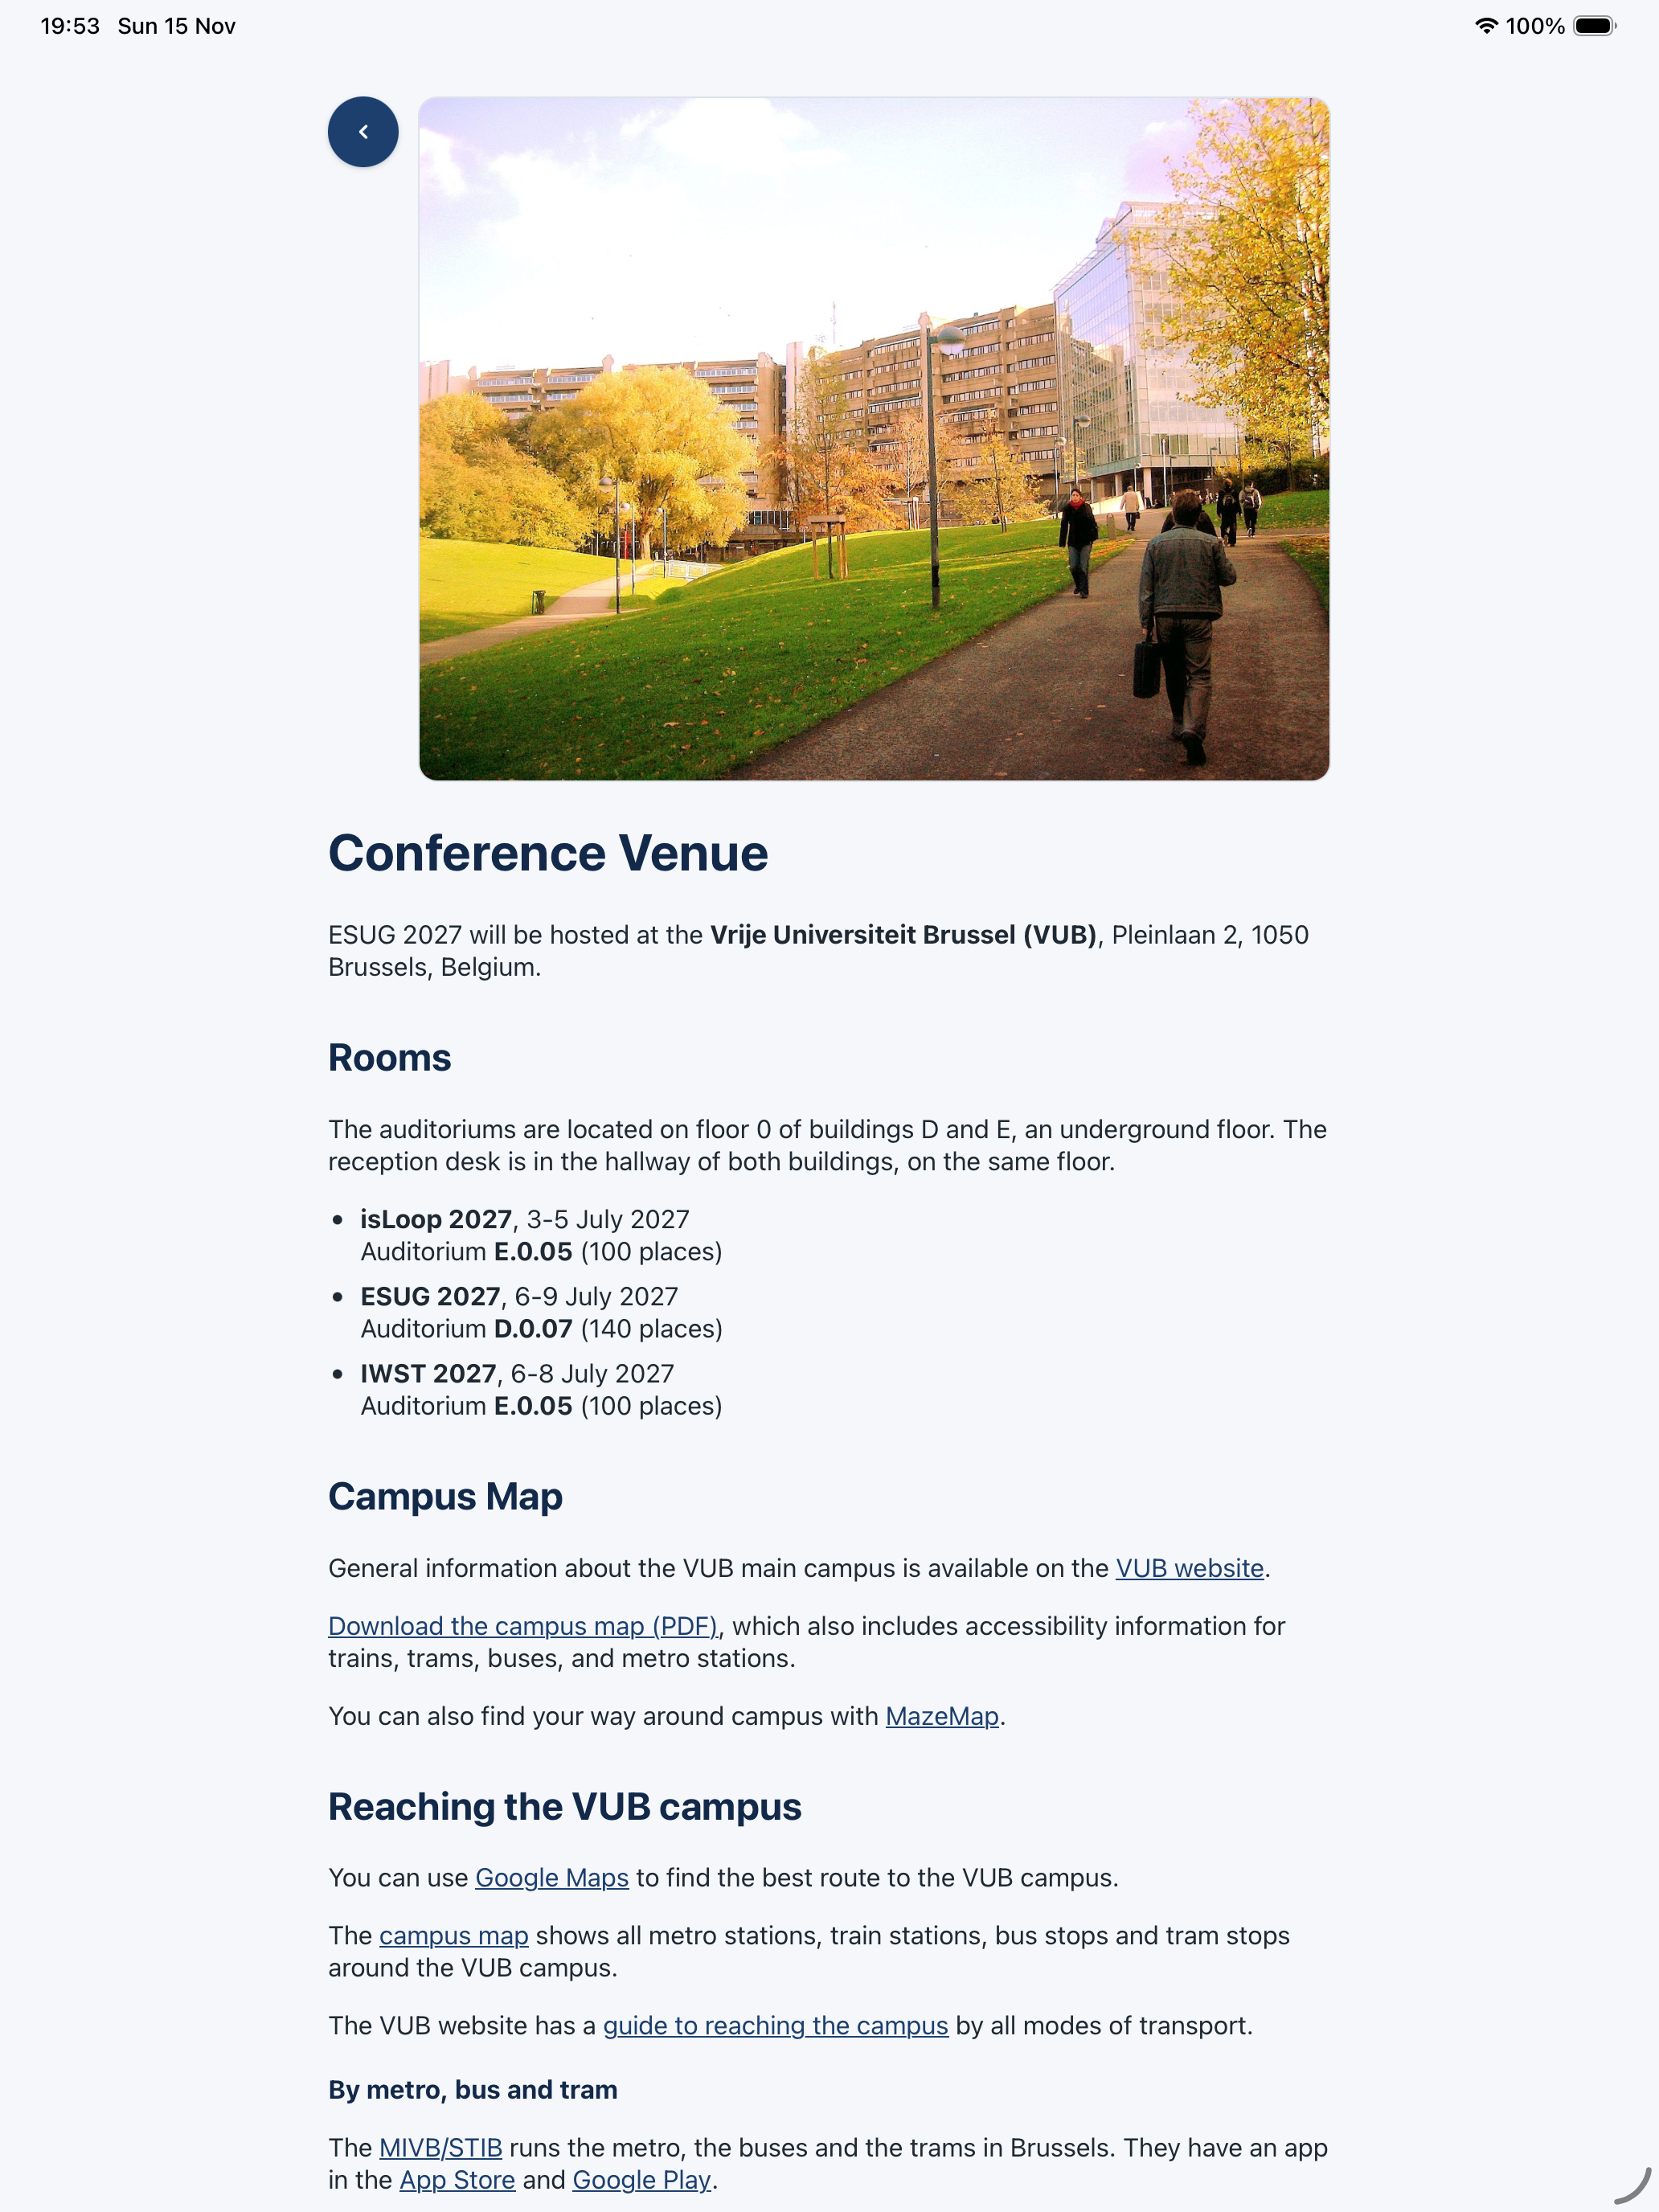 19:53 Sun 15 Nov
100%
Conference Venue
ESUG 2027 will be hosted at the Vrije Universiteit Brussel (VUB), Pleinlaan 2, 1050
Brussels, Belgium.
Rooms
The auditoriums are located on floor 0 of buildings D and E, an underground floor. The
reception desk is in the hallway of both buildings, on the same floor.
• isLoop 2027, 3-5 July 2027
Auditorium E.0.05 (100 places)
• ESUG 2027, 6-9 July 2027
Auditorium D.0.07 (140 places)
• IWST 2027, 6-8 July 2027
Auditorium E.0.05 (100 places)
Campus Map
General information about the VUB main campus is available on the VUB website.
Download the campus map (PDF), which also includes accessibility information for
trains, trams, buses, and metro stations.
You can also find your way around campus with MazeMap.
Reaching the VUB campus
You can use Google Maps to find the best route to the VUB campus.
The campus map shows all metro stations, train stations, bus stops and tram stops
around the VUB campus.
The VUB website has a guide to reaching the campus by all modes of transport.
By metro, bus and tram
The MIVB/STIB runs the metro, the buses and the trams in Brussels. They have an app
in the App Store and Google Play.